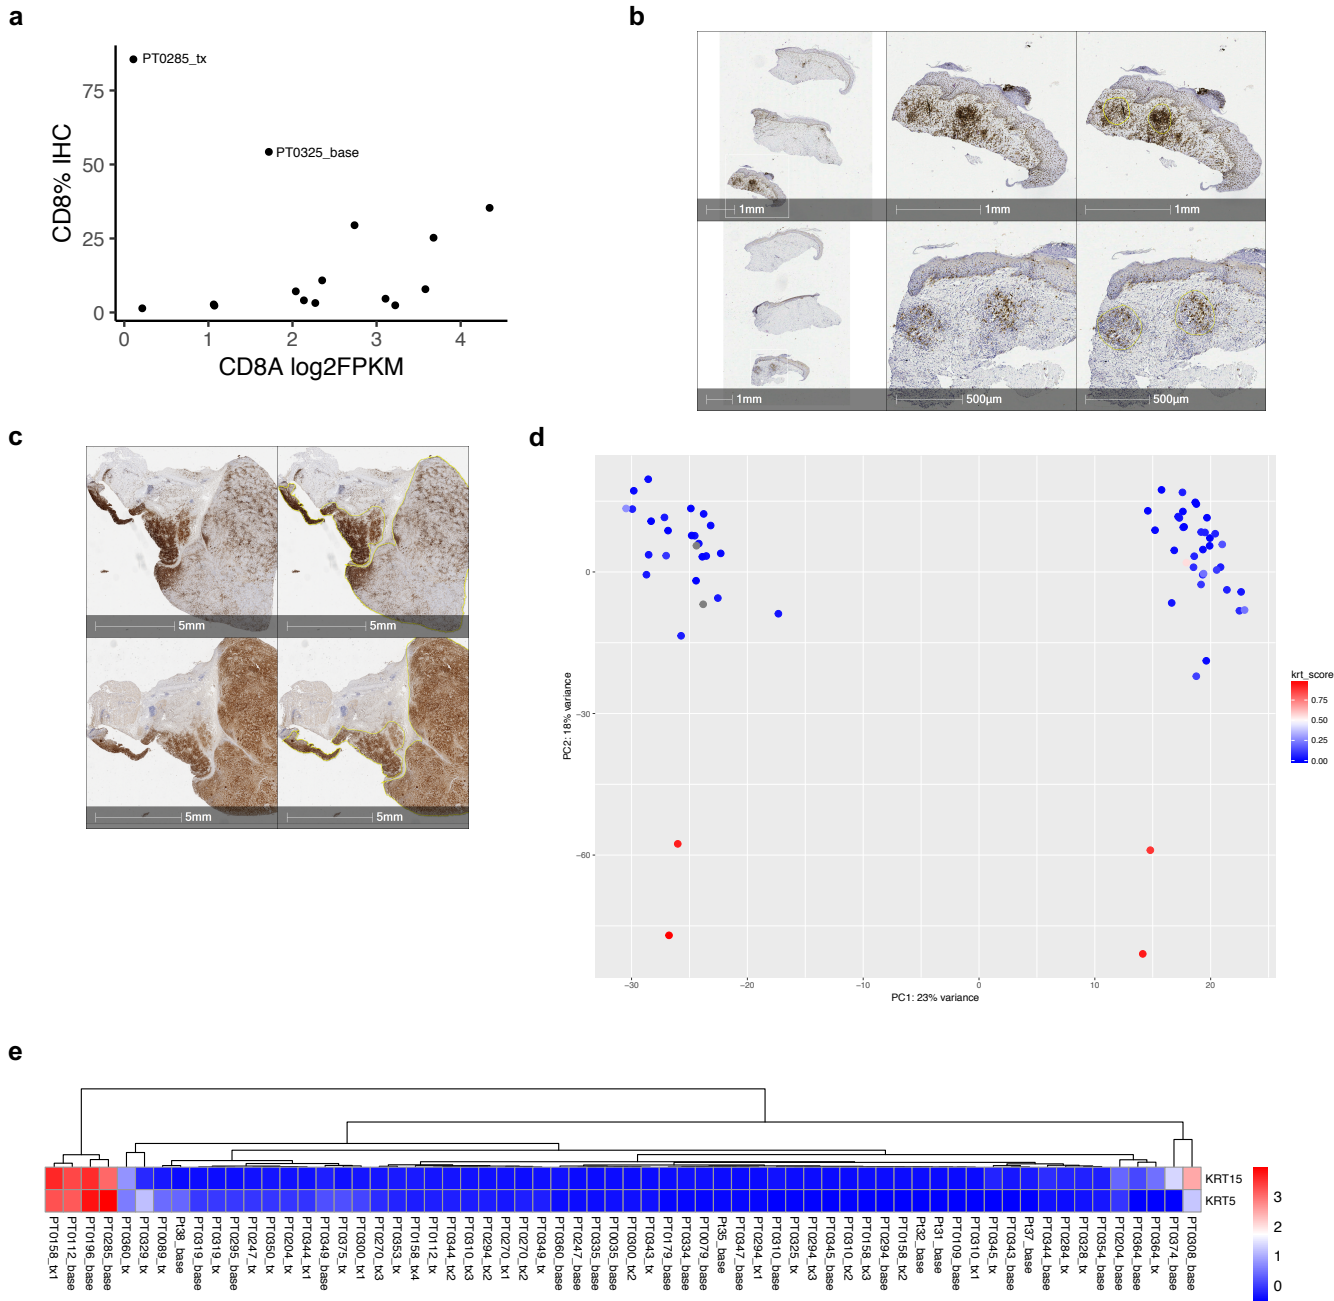 a
CD8% IHC
75
50
25
0
PT0285_tx
PT0325_base
0 1 2 3 4
CD8A log2FPKM
b
1mm 1mm 1mm
1mm 500µm 500µm
c
5mm 5mm
5mm 5mm
d
PC2: 18% variance
0
−30
−60
−30 −20 −10 0 10 20
PC1: 23% variance
krt_score
0.75
0.50
0.25
0.00
e
KRT15
KRT5
3
2
1
0
PT0158_tx1
PT0112_base
PT0196_base
PT0285_base
PT0360_tx
PT0329_tx
PT0089_tx
Pt38_base
PT0319_base
PT0319_tx
PT0295_base
PT0247_tx
PT0350_tx
PT0204_tx
PT0344_tx1
PT0349_base
PT0375_tx
PT0300_tx1
PT0270_tx3
PT0353_tx
PT0158_tx4
PT0112_tx
PT0344_tx2
PT0294_tx2
PT0270_tx1
PT0270_tx2
PT0349_tx
PT0360_base
PT0247_base
PT0335_base
PT0035_base
PT0300_tx2
PT0343_tx
PT0179_base
PT0334_base
PT0079_base
Pt35_base
PT0347_base
PT0294_tx1
PT0310_base
PT0325_tx
PT0294_tx3
PT0345_base
PT0310_tx2
PT0310_tx3
PT0294_base
PT0158_tx2
Pt32_base
Pt31_base
PT0109_base
PT0310_tx1
PT0345_tx
PT0343_base
Pt37_base
PT0344_base
PT0284_tx
PT0328_tx
PT0354_base
PT0204_base
PT0364_base
PT0364_tx
PT0374_base
PT0308_base